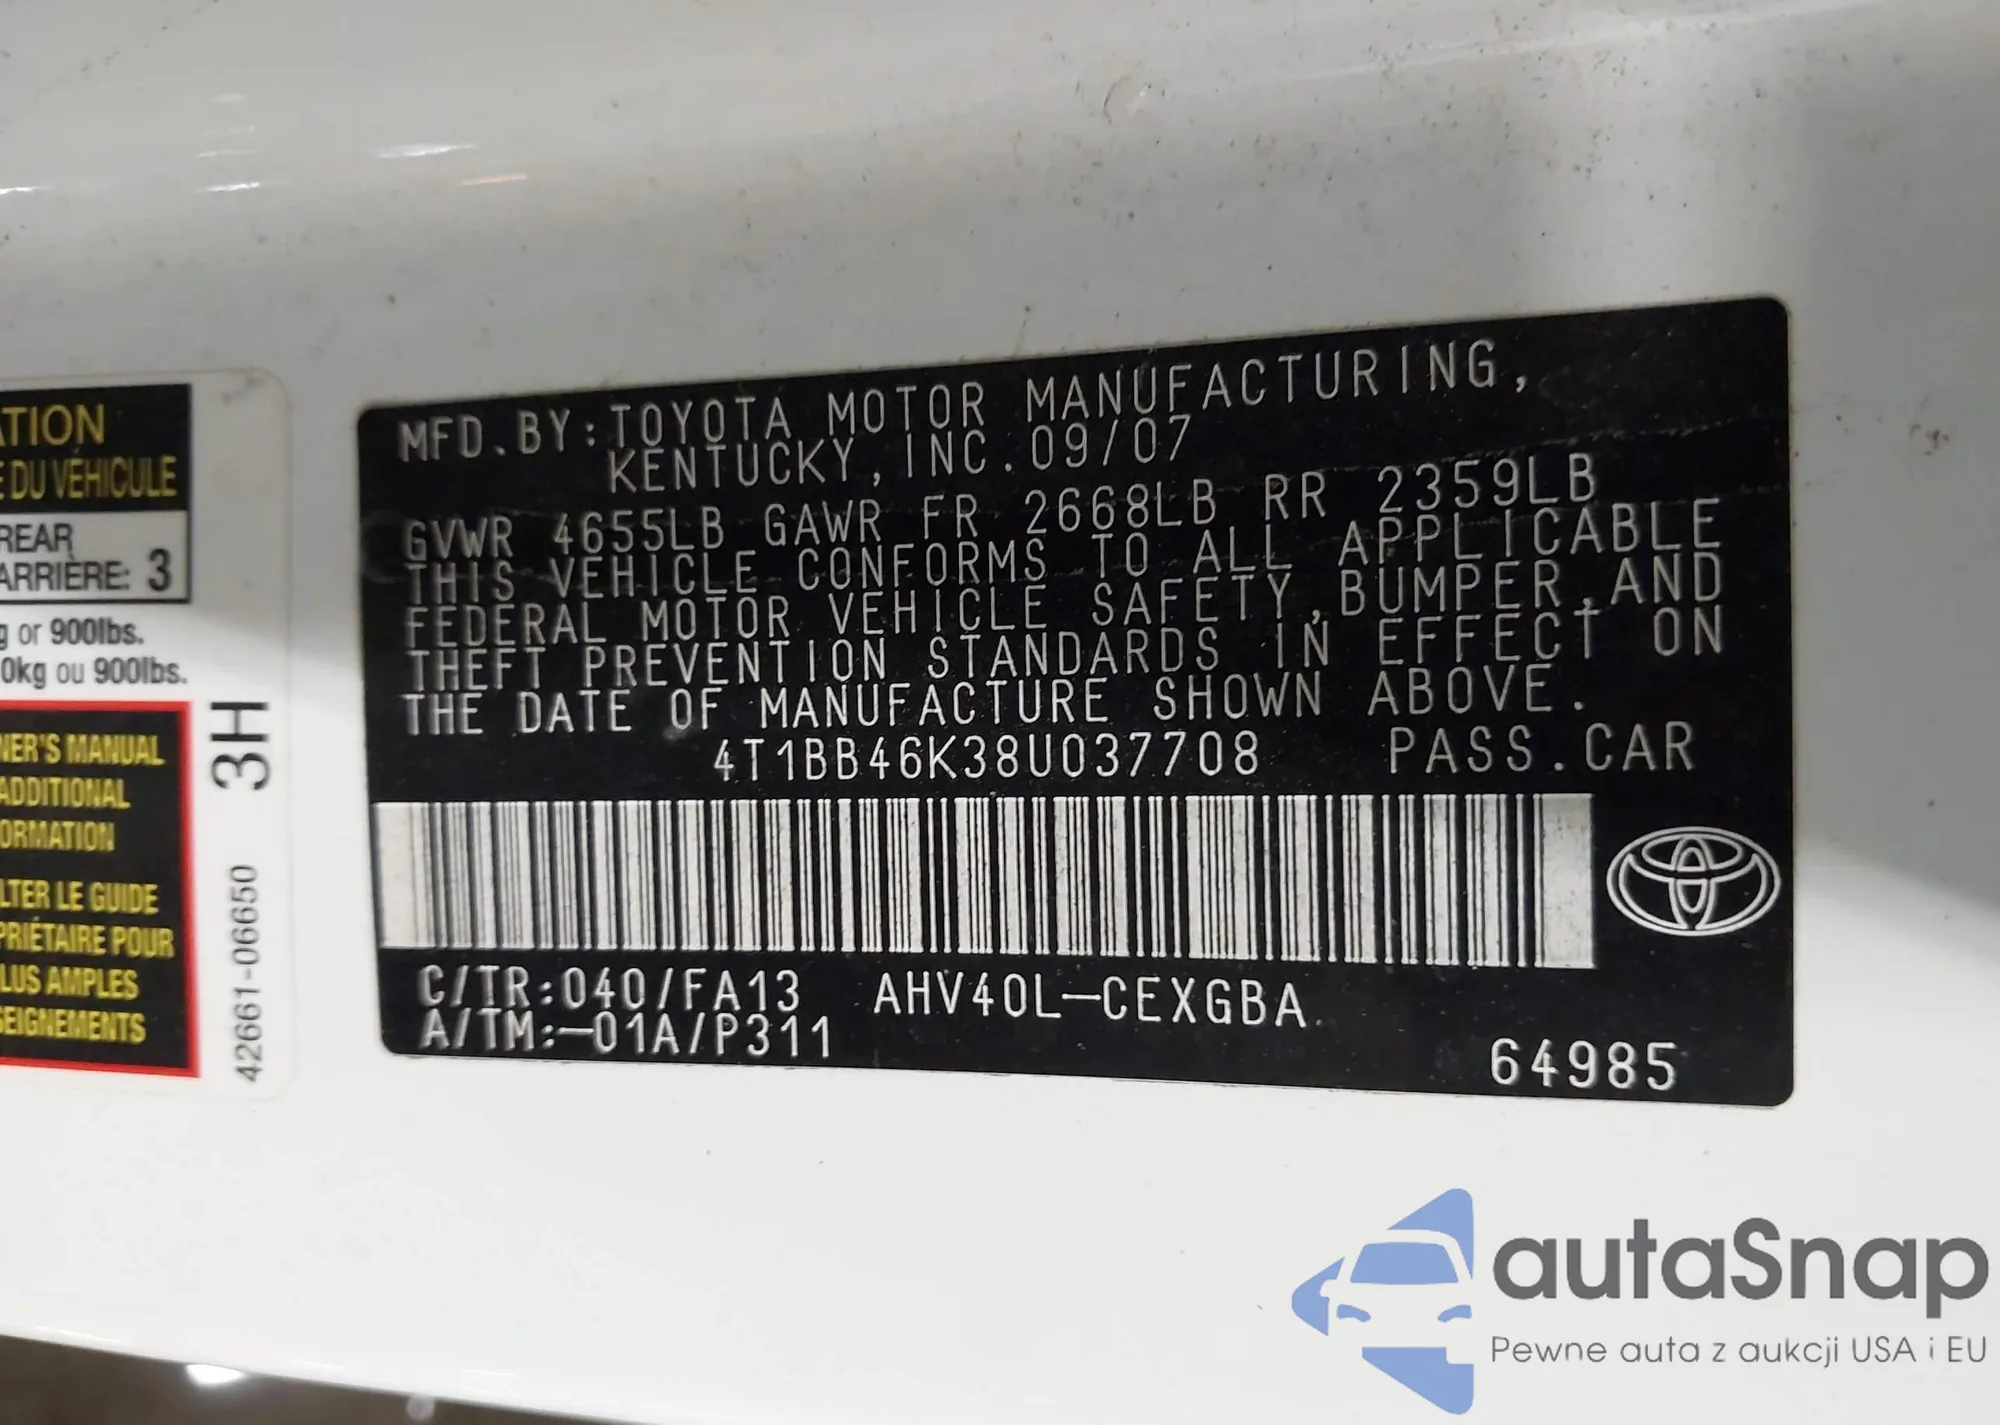 ATION
E DU VÉHICULE
REAR
ARRIÈRE: 3
g or 900lbs.
0kg ou 900lbs.
NER'S MANUAL
ADDITIONAL
ORMATION
LTER LE GUIDE
PRIÉTAIRE POUR
LUS AMPLES
SEIGNEMENTS
3H
42661-06650
MFD.BY:TOYOTA MOTOR MANUFACTURING,
KENTUCKY, INC.09/07
GVWR 4655LB GAWR FR 2668LB RR 2359LB
THIS VEHICLE CONFORMS TO ALL APPLICABLE
FEDERAL MOTOR VEHICLE SAFETY,BUMPER,AND
THEFT PREVENTION STANDARDS IN EFFECT ON
THE DATE OF MANUFACTURE SHOWN ABOVE.
4T1BB46K38U037708 PASS.CAR
C/TR:040/FA13 AHV40L-CEXGBA
A/TM:-01A/P311
64985
autaSnap
Pewne auta z aukcji USA i EU